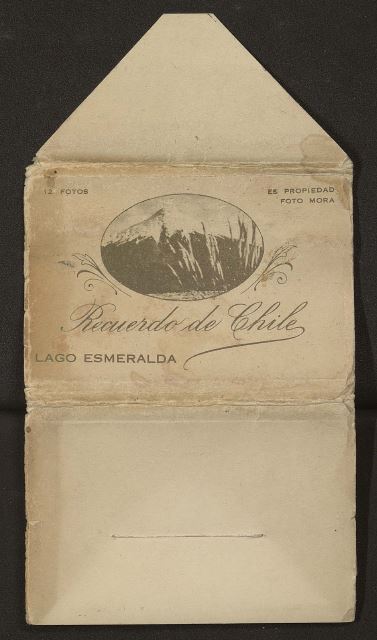 12 FOTOS
ES PROPIEDAD
FOTO MORA
Recuerdo de Chile
LAGO ESMERALDA